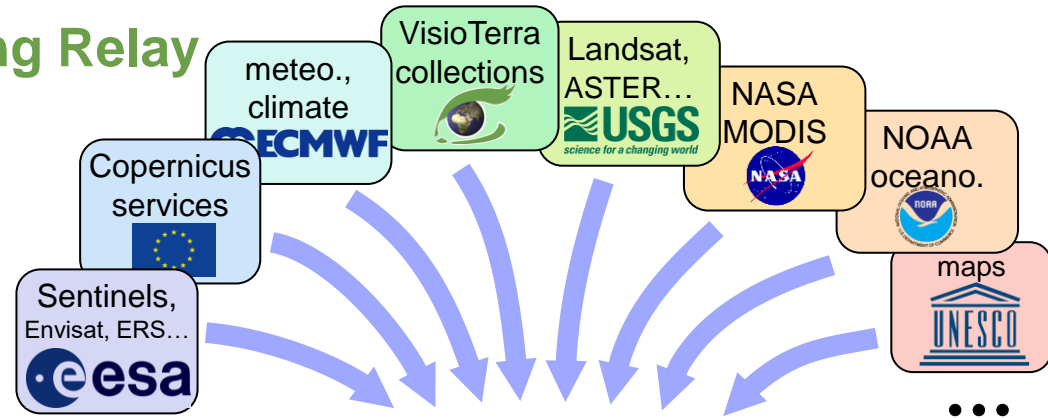 ng Relay
Sentinels,
Envisat, ERS…
esa
Copernicus
services
meteo.,
climate
ECMWF
VisioTerra
collections
Landsat,
ASTER…
USGS
science for a changing world
NASA
MODIS
NASA
NOAA
oceano.
NOAA
maps
UNESCO
...